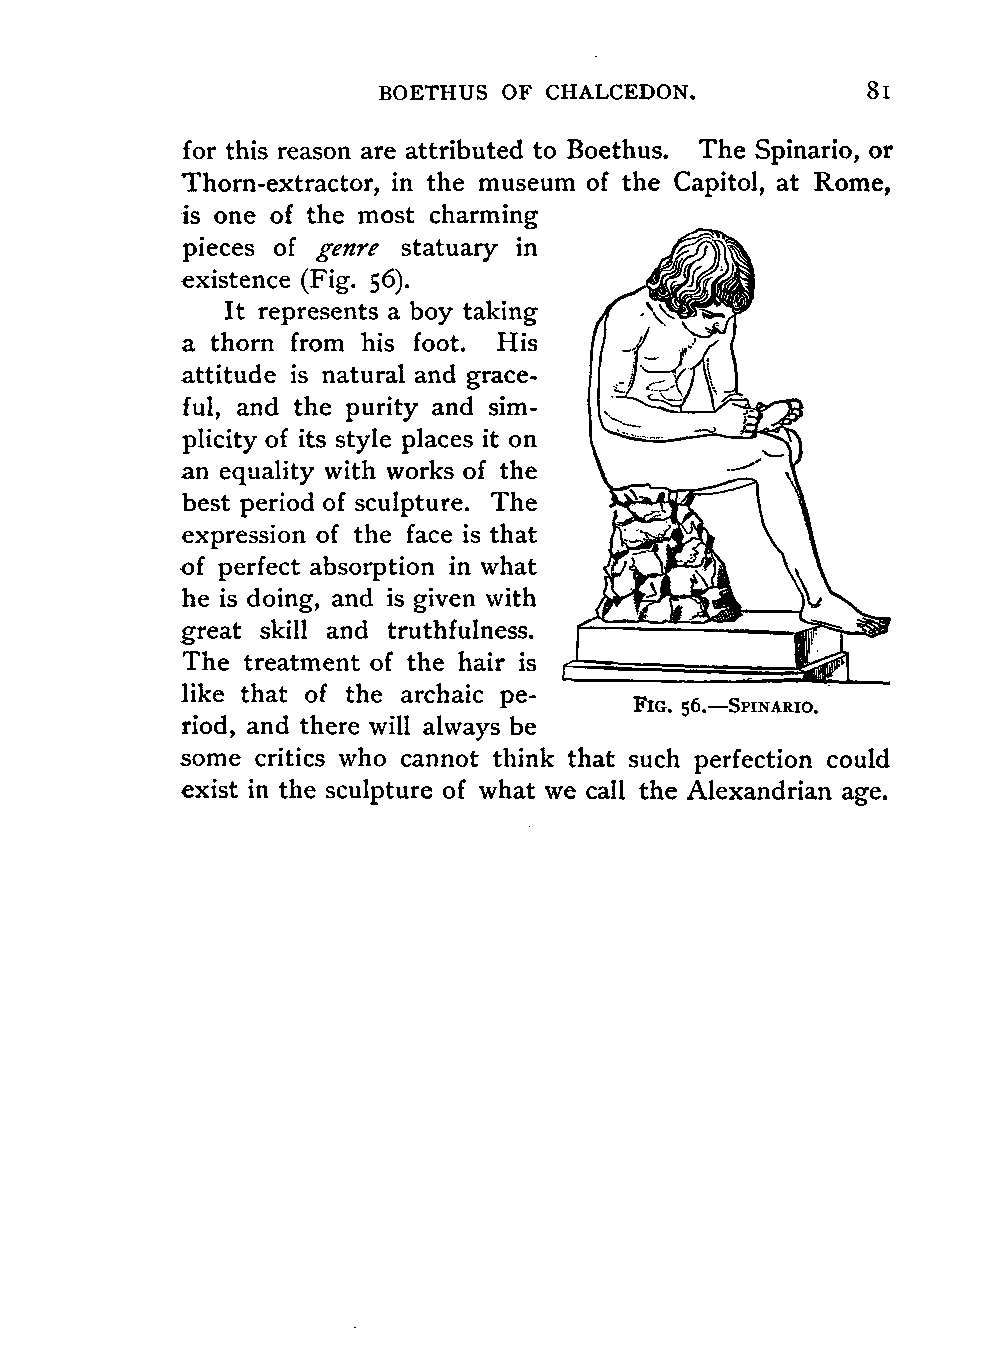 BOETHUS OF CHALCEDON. 81
for this reason are attributed to Boethus. The Spinario, or
Thorn-extractor, in the museum of the Capitol, at Rome,
is one of the most charming
pieces of genre statuary in
existence (Fig. 56).
It represents a boy taking
a thorn from his foot. His
attitude is natural and grace-
ful, and the purity and sim-
plicity of its style places it on
an equality with works of the
best period of sculpture. The
expression of the face is that
of perfect absorption in what
he is doing, and is given with
great skill and truthfulness.
The treatment of the hair is
like that of the archaic pe-
riod, and there will always be
some critics who cannot think that such perfection could
exist in the sculpture of what we call the Alexandrian age.
FIG. 56.—SPINARIO.